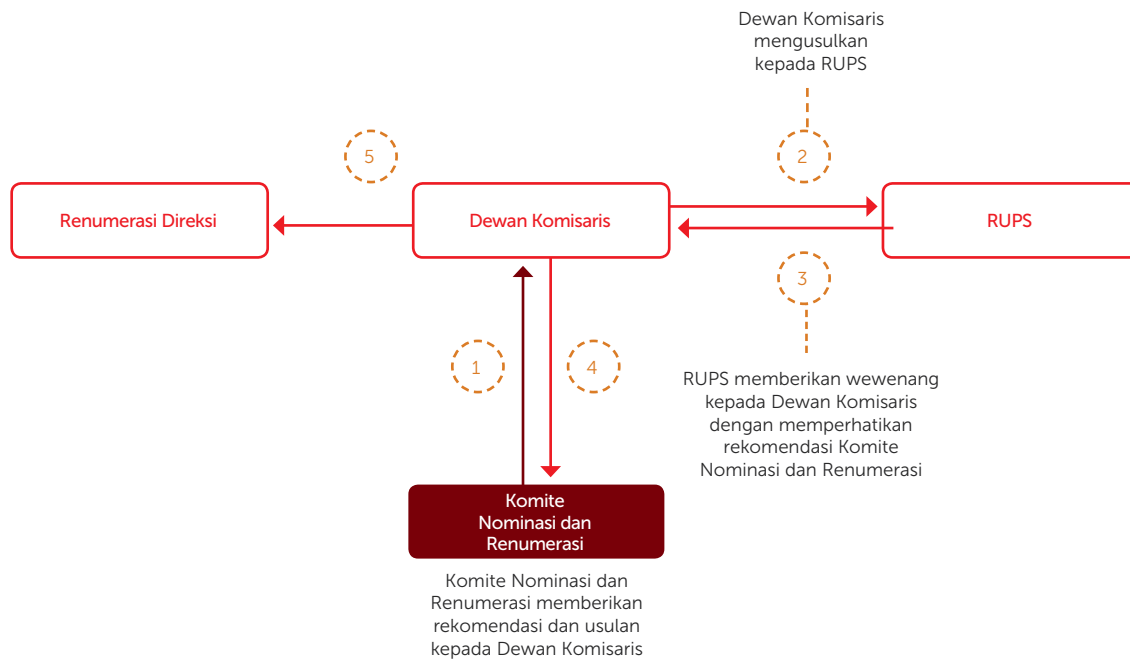 Dewan Komisaris
mengusulkan
kepada RUPS
5
2
Renumerasi Direksi
Dewan Komisaris
RUPS
3
1
4
RUPS memberikan wewenang
kepada Dewan Komisaris
dengan memperhatikan
rekomendasi Komite
Nominasi dan Renumerasi
Komite
Nominasi dan
Renumerasi
Komite Nominasi dan
Renumerasi memberikan
rekomendasi dan usulan
kepada Dewan Komisaris